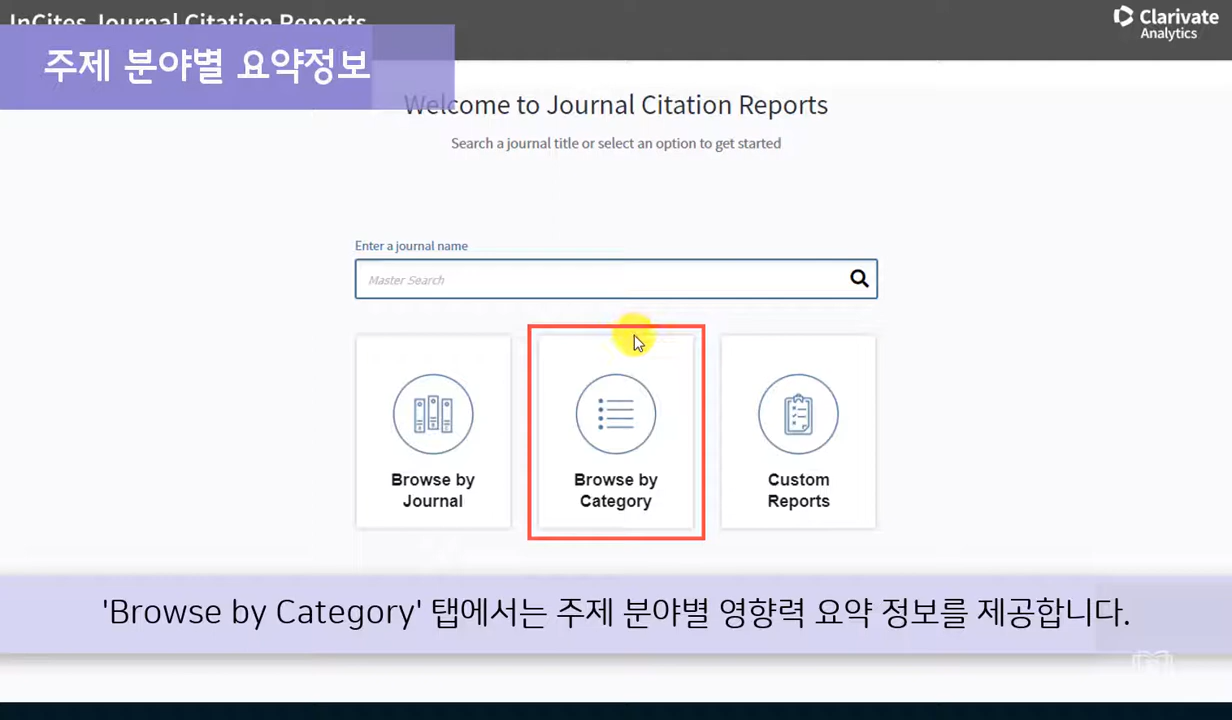 InCites Journal Citation Reports
Clarivate
Analytics
주제 분야별 요약정보
Welcome to Journal Citation Reports
Search a journal title or select an option to get started
Enter a journal name
Master Search
Browse by
Journal
Browse by
Category
Custom
Reports
'Browse by Category' 탭에서는 주제 분야별 영향력 요약 정보를 제공합니다.